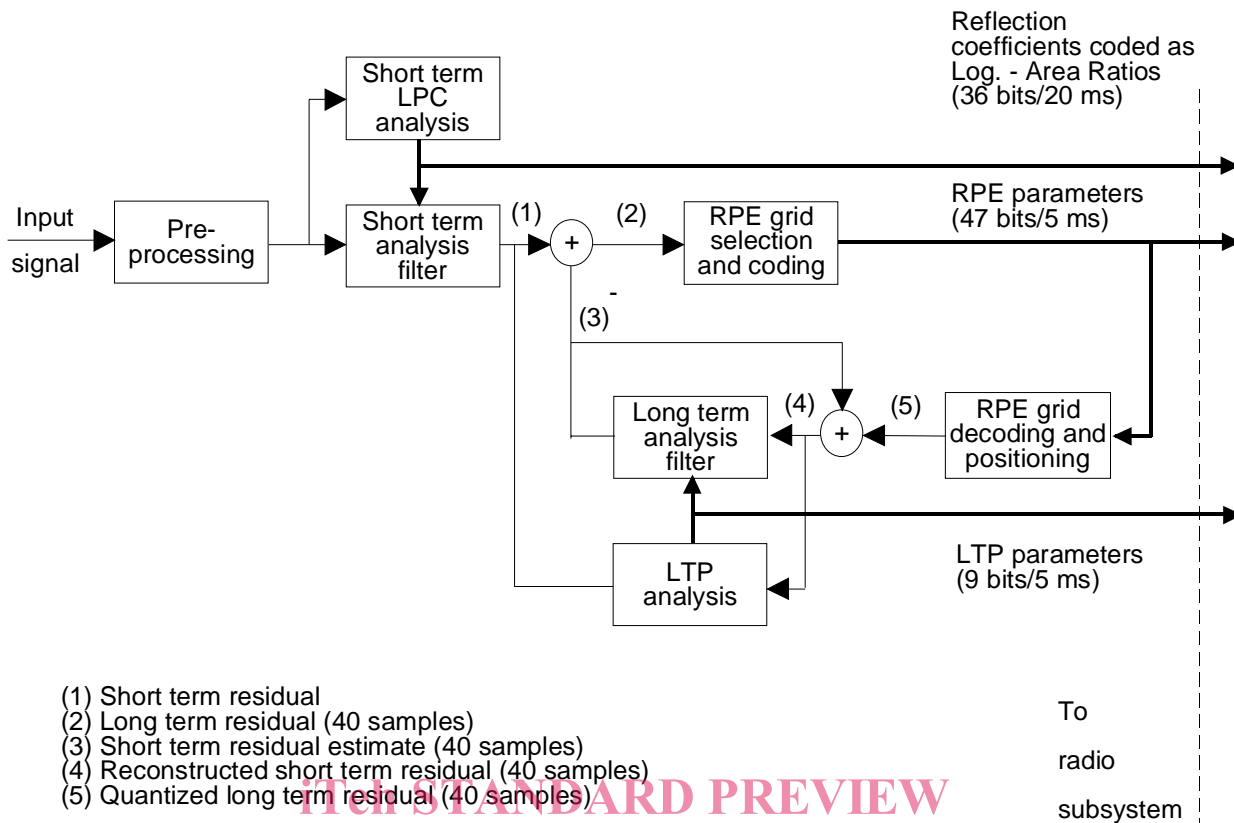 Reflection
coefficients coded as
Log. - Area Ratios
(36 bits/20 ms)
Short term
LPC
analysis
Input
signal
Pre-
processing
Short term
analysis
filter
(1)
+
(2)
RPE grid
selection
and coding
RPE parameters
(47 bits/5 ms)
-
(3)
Long term
analysis
filter
(4)
+
(5)
RPE grid
decoding and
positioning
LTP
analysis
LTP parameters
(9 bits/5 ms)
(1) Short term residual
(2) Long term residual (40 samples)
(3) Short term residual estimate (40 samples)
(4) Reconstructed short term residual (40 samples)
(5) Quantized long term residual (40 samples)
To
radio
subsystem
iTeh STANDARD PREVIEW